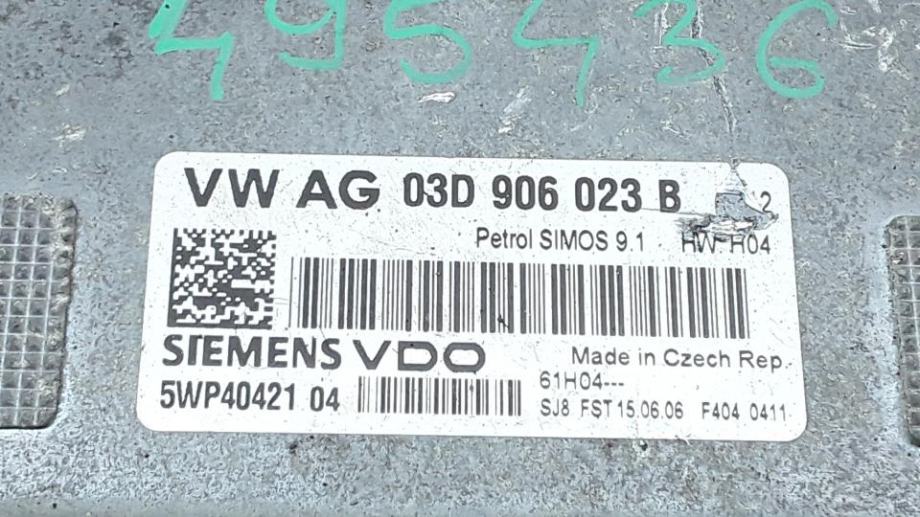 495436
VW AG 03D 906 023 B
Petrol SIMOS 9.1 HW: H04
SIEMENS VDO
Made in Czech Rep.
5WP40421 04
61H04---
SJ8 FST 15.06.06 F404 0411